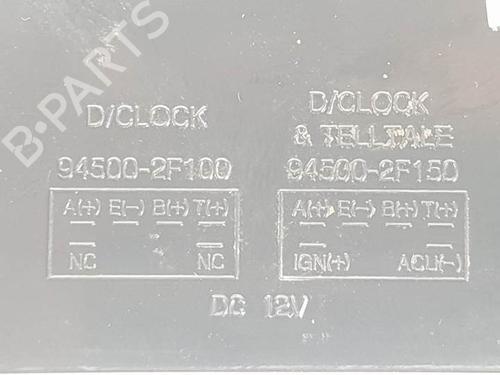 B-PARTS
D/CLOCK
94500-2F100
A(+) E(-) B(+) T(+)
NC NC
D/CLOCK
& TELLTALE
94500-2F150
A(+) E(-) B(+) T(+)
IGN(+) ACU(-)
DC 12V